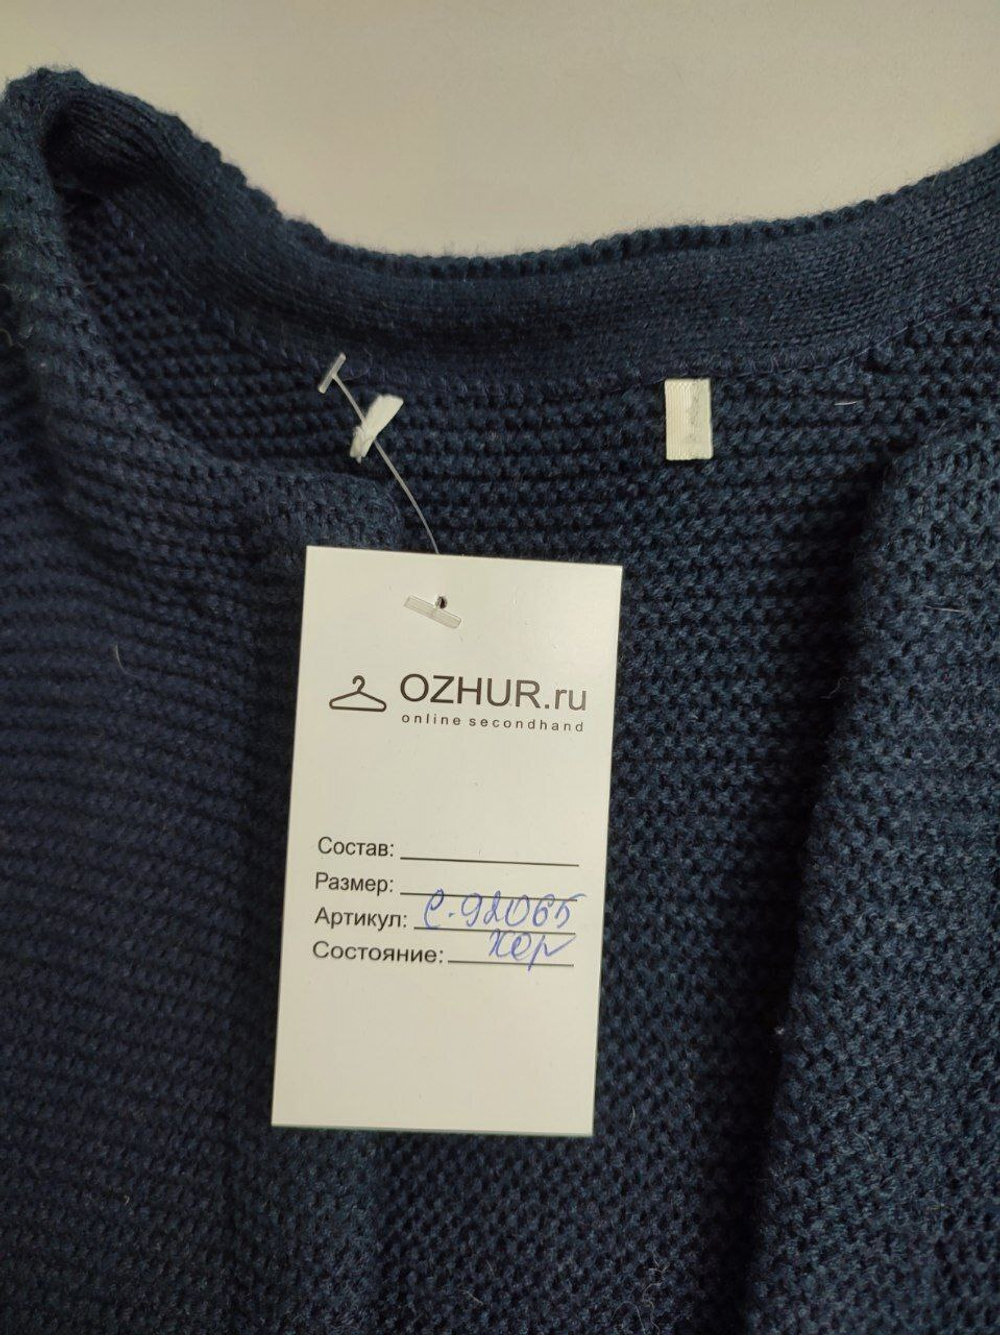 OZHUR.ru
online secondhand
Состав:
Размер:
Артикул: С-92065
Состояние: хор